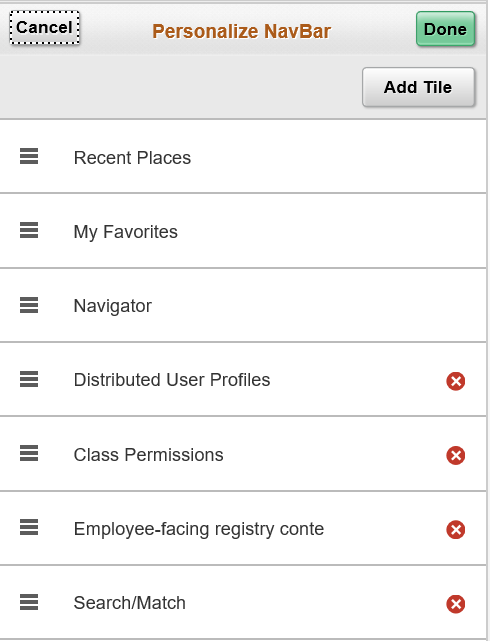 Cancel
Personalize NavBar
Done
Add Tile
Recent Places
My Favorites
Navigator
Distributed User Profiles
Class Permissions
Employee-facing registry conte
Search/Match